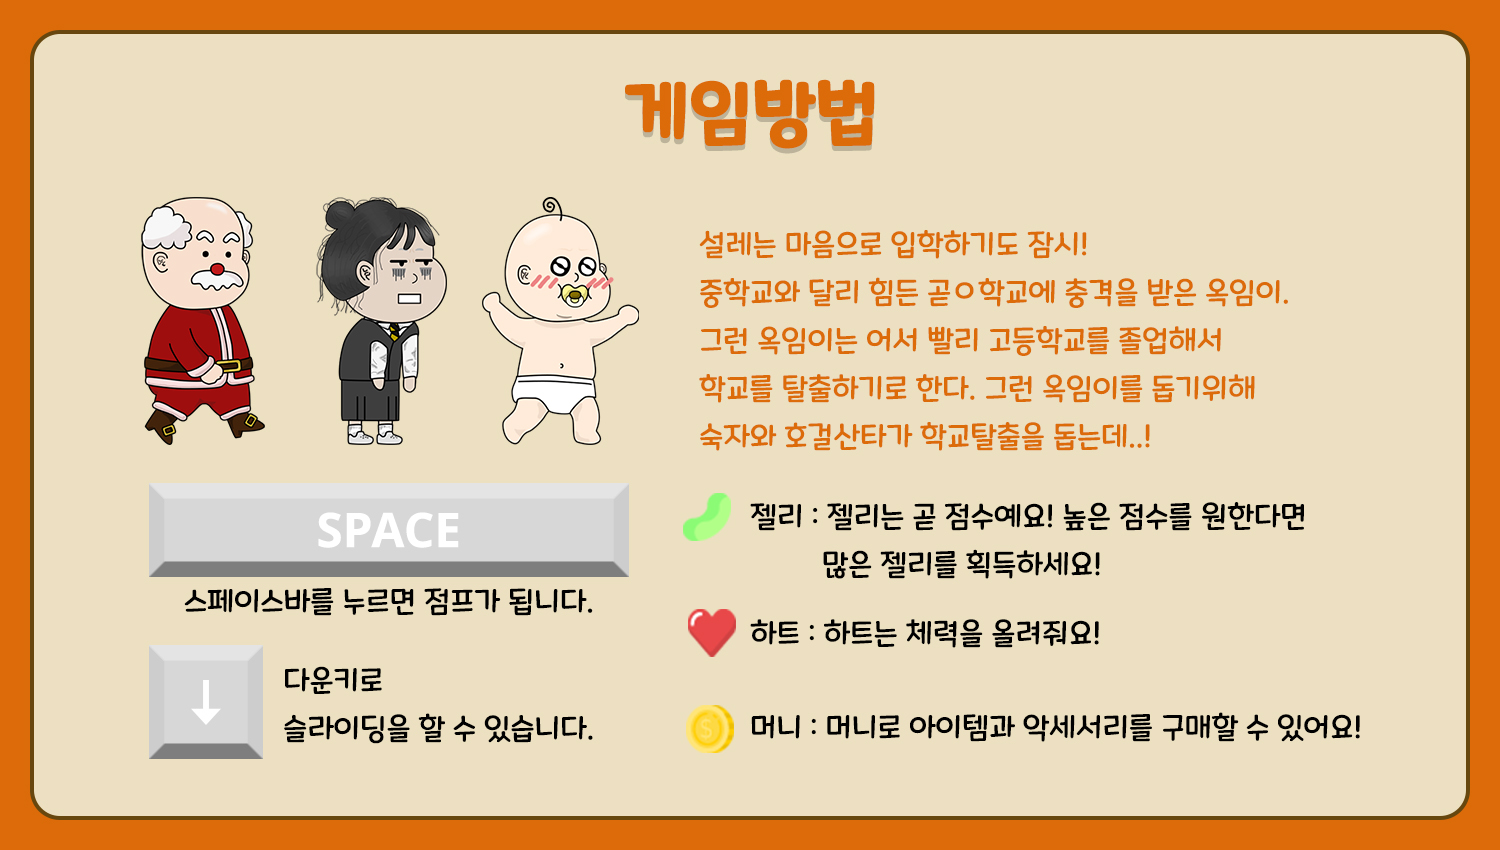 게임방법
설레는 마음으로 입학하기도 잠시!
중학교와 달리 힘든 곧ㅇ학교에 충격을 받은 옥임이.
그런 옥임이는 어서 빨리 고등학교를 졸업해서
학교를 탈출하기로 한다. 그런 옥임이를 돕기위해
숙자와 호걸산타가 학교탈출을 돕는데..!
SPACE
스페이스바를 누르면 점프가 됩니다.
↓
다운키로
슬라이딩을 할 수 있습니다.
젤리 : 젤리는 곧 점수예요! 높은 점수를 원한다면
많은 젤리를 획득하세요!
하트 : 하트는 체력을 올려줘요!
머니 : 머니로 아이템과 악세서리를 구매할 수 있어요!